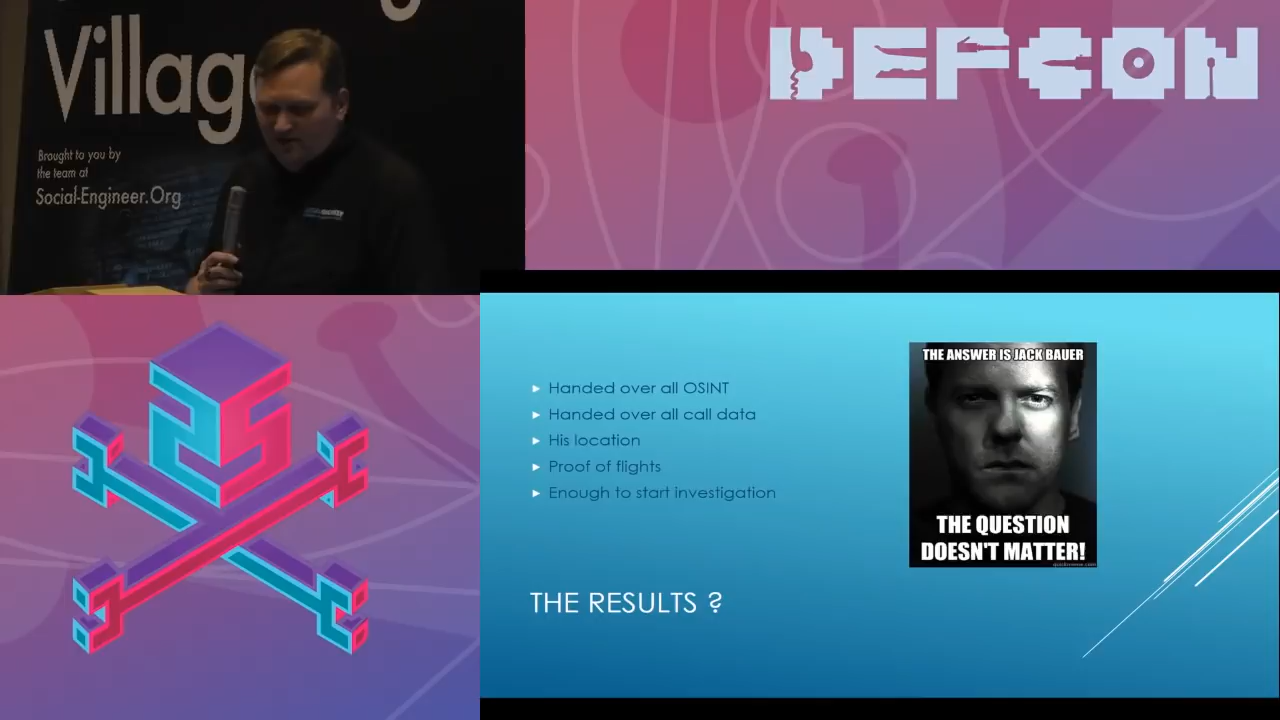 Village
Brought to you by
the team at
Social-Engineer.Org
DEFCON
Handed over all OSINT
Handed over all call data
His location
Proof of flights
Enough to start investigation
THE RESULTS ?
THE ANSWER IS JACK BAUER
THE QUESTION
DOESN'T MATTER!